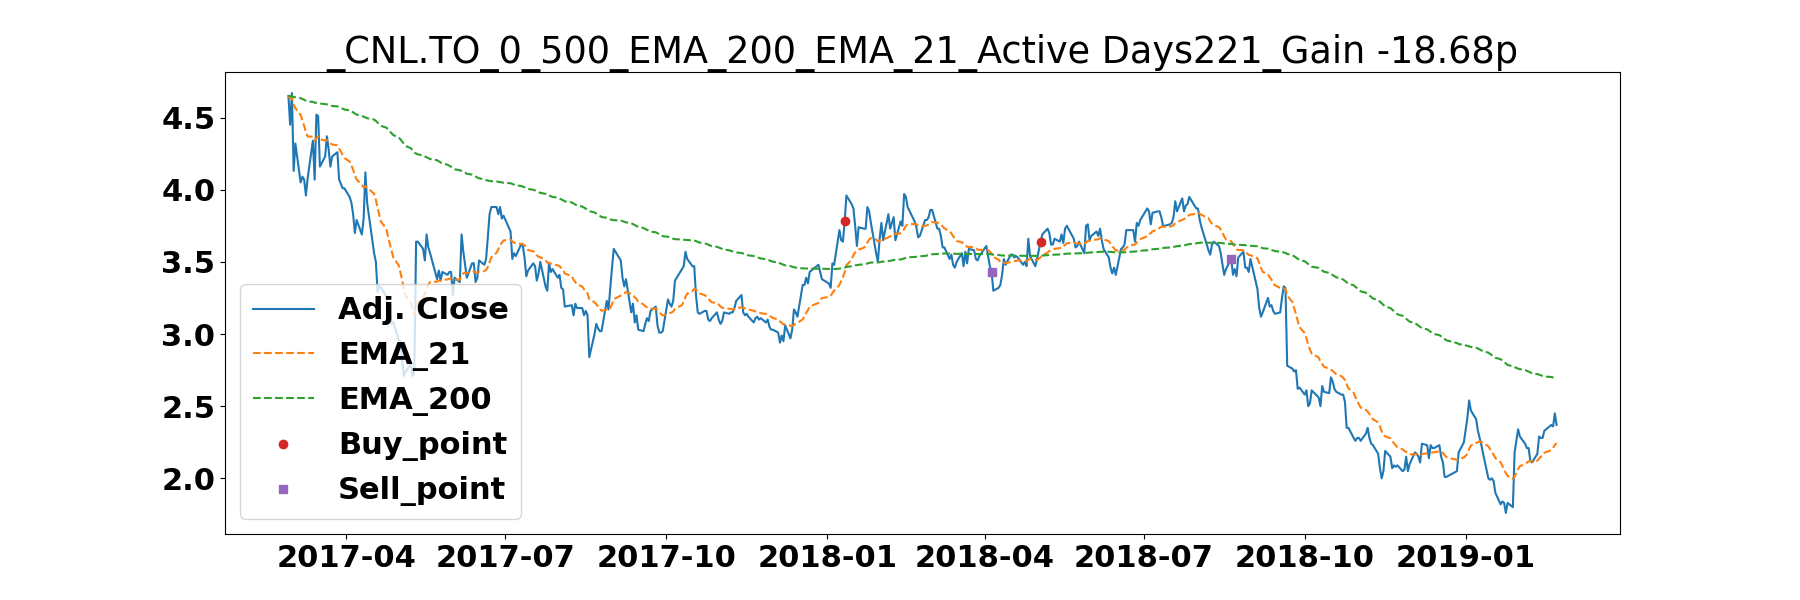 _CNL.TO_0_500_EMA_200_EMA_21_Active Days221_Gain -18.68p
4.5
4.0
3.5
3.0
2.5
2.0
Adj. Close
EMA_21
EMA_200
Buy_point
Sell_point
2017-04 2017-07 2017-10 2018-01 2018-04 2018-07 2018-10 2019-01